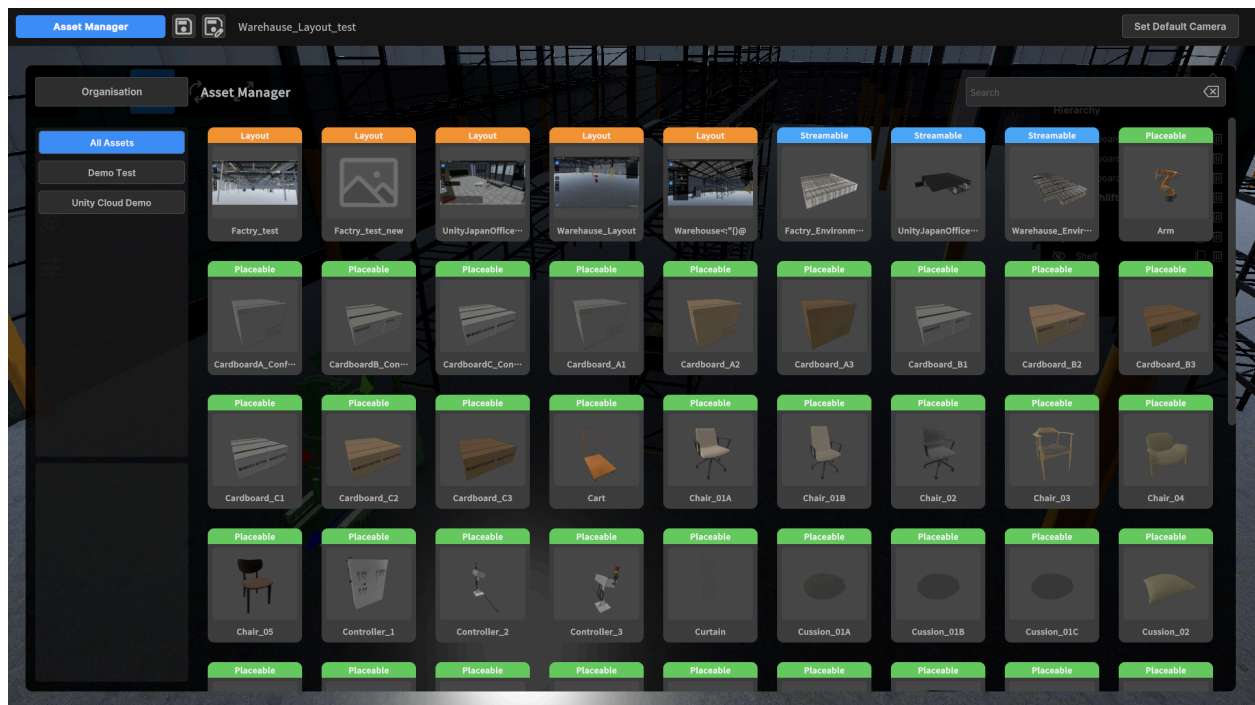 Asset Manager
Warehause_Layout_test
Set Default Camera
Organisation
Asset Manager
Search
Hierarchy
All Assets
Demo Test
Unity Cloud Demo
Layout
Layout
Layout
Layout
Layout
Streamable
Streamable
Streamable
Placeable
Factry_test
Factry_test_new
UnityJapanOffice···
Warehause_Layout
Warehouse<:"{}@
Factry_Environm···
UnityJapanOffice···
Warehause_Envir···
Arm
Shelf
Placeable
Placeable
Placeable
Placeable
Placeable
Placeable
Placeable
Placeable
Placeable
CardboardA_Conf···
CardboardB_Con···
CardboardC_Con···
Cardboard_A1
Cardboard_A2
Cardboard_A3
Cardboard_B1
Cardboard_B2
Cardboard_B3
Placeable
Placeable
Placeable
Placeable
Placeable
Placeable
Placeable
Placeable
Placeable
Cardboard_C1
Cardboard_C2
Cardboard_C3
Cart
Chair_01A
Chair_01B
Chair_02
Chair_03
Chair_04
Placeable
Placeable
Placeable
Placeable
Placeable
Placeable
Placeable
Placeable
Placeable
Chair_05
Controller_1
Controller_2
Controller_3
Curtain
Cussion_01A
Cussion_01B
Cussion_01C
Cussion_02
Placeable
Placeable
Placeable
Placeable
Placeable
Placeable
Placeable
Placeable
Placeable